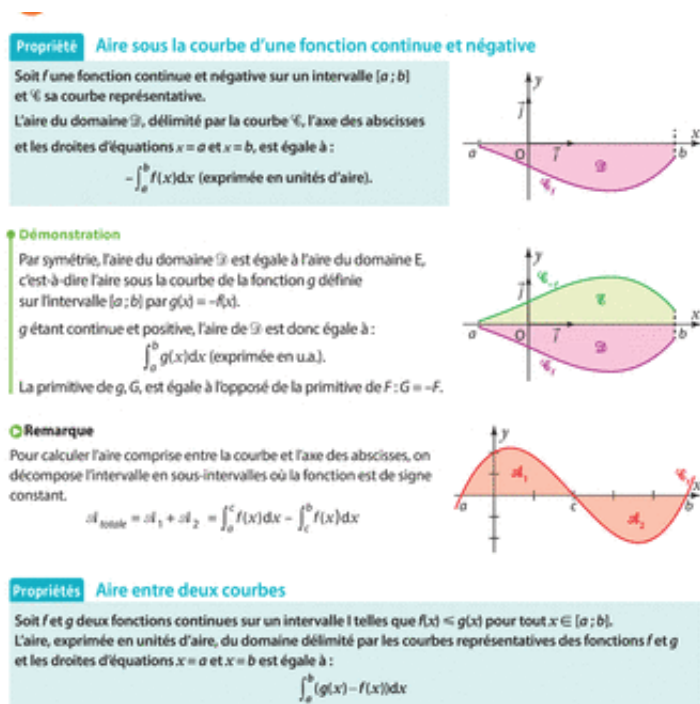 Propriété Aire sous la courbe d'une fonction continue et négative
Soit f une fonction continue et négative sur un intervalle [a ; b]
et 𝒞 sa courbe représentative.
L'aire du domaine 𝒟, délimité par la courbe 𝒞, l'axe des abscisses
et les droites d'équations x = a et x = b, est égale à :
–∫ₐᵇ f(x)dx (exprimée en unités d'aire).
y
j
a O i b x
𝒟
𝒞f
Démonstration
Par symétrie, l'aire du domaine 𝒟 est égale à l'aire du domaine E,
c'est-à-dire l'aire sous la courbe de la fonction g définie
sur l'intervalle [a ; b] par g(x) = –f(x).
g étant continue et positive, l'aire de 𝒟 est donc égale à :
∫ₐᵇ g(x)dx (exprimée en u.a.).
La primitive de g, G, est égale à l'opposé de la primitive de F : G = –F.
y
𝒞–f
j
ℰ
a O i b x
𝒟
𝒞f
Remarque
Pour calculer l'aire comprise entre la courbe et l'axe des abscisses, on
décompose l'intervalle en sous-intervalles où la fonction est de signe
constant.
𝒜totale = 𝒜₁ + 𝒜₂ = ∫ₐᶜ f(x)dx – ∫꜀ᵇ f(x)dx
y
𝒜₁
a c b x
𝒜₂
Propriétés Aire entre deux courbes
Soit f et g deux fonctions continues sur un intervalle I telles que f(x) ⩽ g(x) pour tout x ∈ [a ; b].
L'aire, exprimée en unités d'aire, du domaine délimité par les courbes représentatives des fonctions f et g
et les droites d'équations x = a et x = b est égale à :
∫ₐᵇ (g(x) – f(x))dx